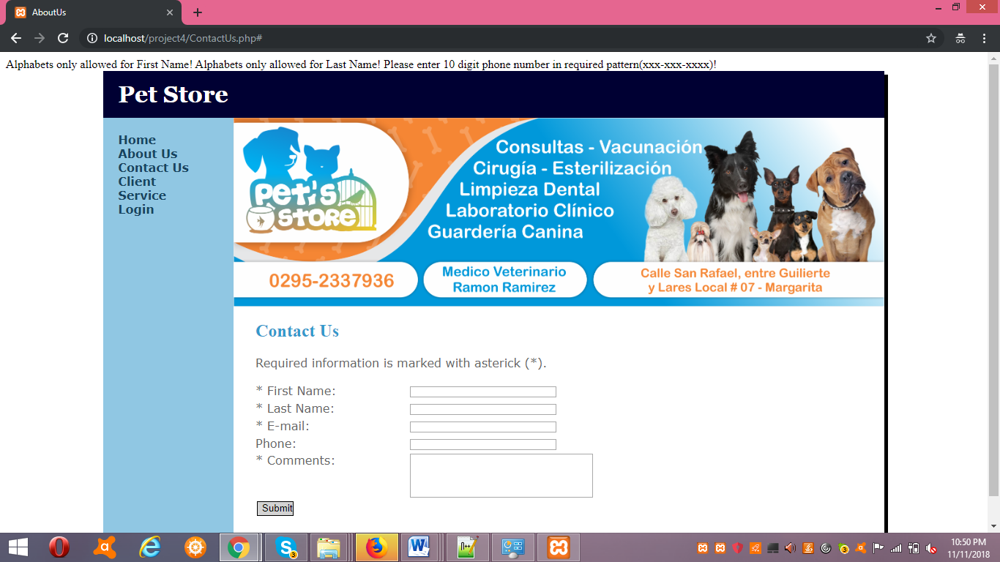 AboutUs
localhost/project4/ContactUs.php#
Alphabets only allowed for First Name! Alphabets only allowed for Last Name! Please enter 10 digit phone number in required pattern(xxx-xxx-xxxx)!
Pet Store
Home
About Us
Contact Us
Client
Service
Login
Pet's
Store
Consultas - Vacunación
Cirugía - Esterilización
Limpieza Dental
Laboratorio Clínico
Guardería Canina
0295-2337936
Medico Veterinario
Ramon Ramirez
Calle San Rafael, entre Guilierte
y Lares Local # 07 - Margarita
Contact Us
Required information is marked with asterick (*).
* First Name:
* Last Name:
* E-mail:
Phone:
* Comments:
Submit
10:50 PM
11/11/2018